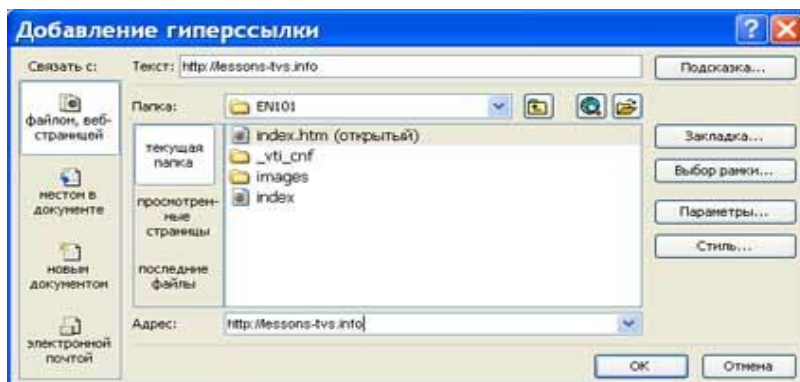 Добавление гиперссылки
Связать с:
Текст: http://lessons-tvs.info
Подсказка...
файлом, веб-
страницей
Папка:
EN101
текущая
папка
index.htm (открытый)
_vti_cnf
images
index
Закладка...
Выбор рамки...
местом в
документе
просмотрен-
ные
страницы
Параметры...
Стиль...
новым
документом
последние
файлы
электронной
почтой
Адрес:
http://lessons-tvs.info
ОК
Отмена